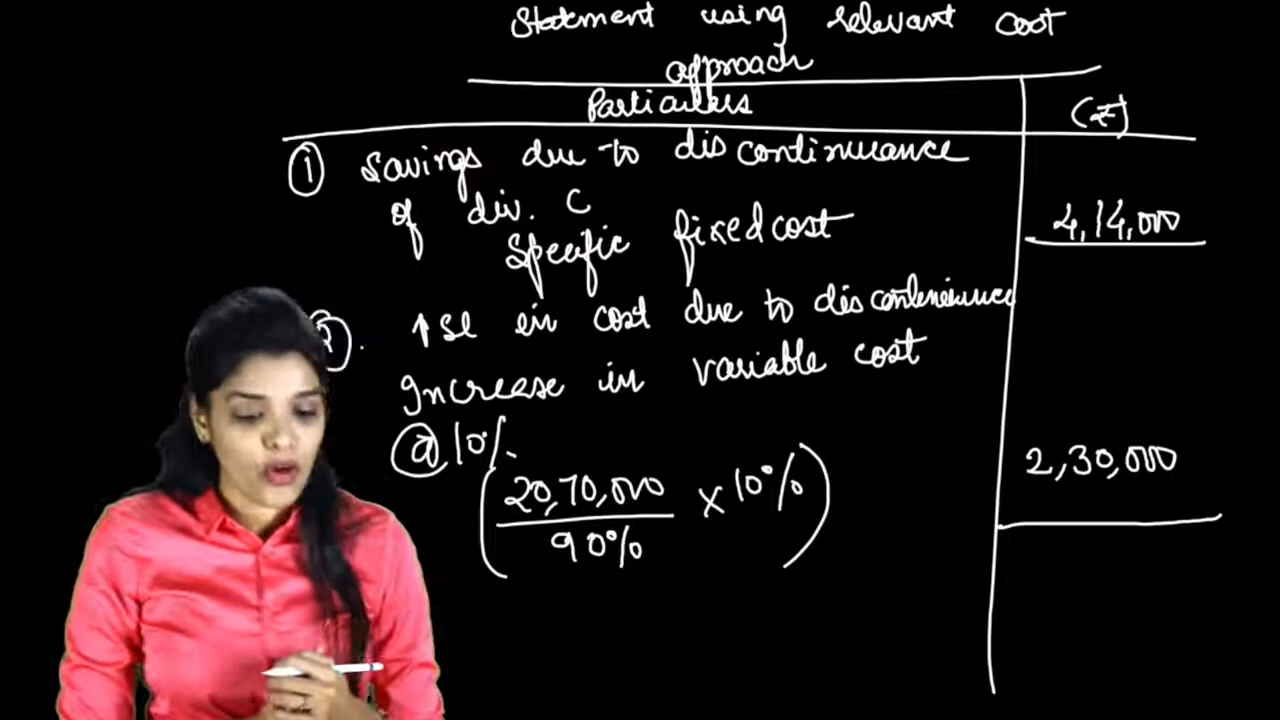 Statement using relevant cost
approach
Particulars (₹)
① Savings due to discontinuance
of div. C
Specific fixed cost 4,14,000
2. ↑se in cost due to discontinuance
Increase in variable cost
@ 10%
(20,70,000 / 90% × 10%) 2,30,000